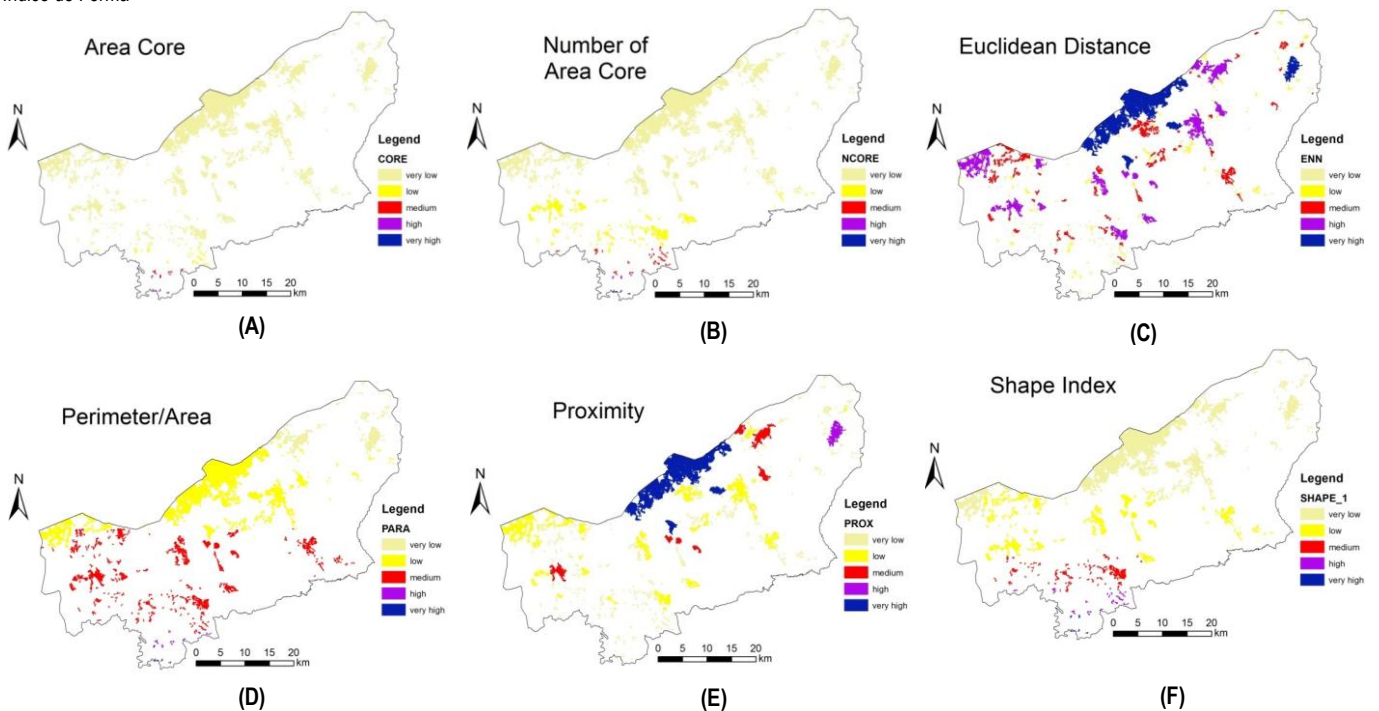 Índice de Forma
Area Core
N
Legend
CORE
very low
low
medium
high
very high
0 5 10 15 20
km
(A)
Number of
Area Core
N
Legend
NCORE
very low
low
medium
high
very high
0 5 10 15 20
km
(B)
Euclidean Distance
N
Legend
ENN
very low
low
medium
high
very high
0 5 10 15 20
km
(C)
Perimeter/Area
N
Legend
PARA
very low
low
medium
high
very high
0 5 10 15 20
km
(D)
Proximity
N
Legend
PROX
very low
low
medium
high
very high
0 5 10 15 20
km
(E)
Shape Index
N
Legend
SHAPE_1
very low
low
medium
high
very high
0 5 10 15 20
km
(F)